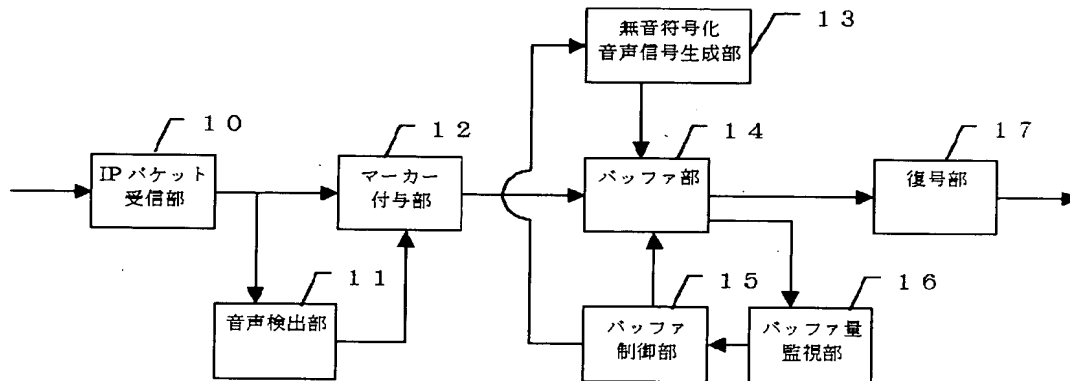 13
無音符号化
音声信号生成部
10
IPパケット
受信部
12
マーカー
付与部
14
バッファ部
17
復号部
11
音声検出部
15
バッファ
制御部
16
バッファ量
監視部